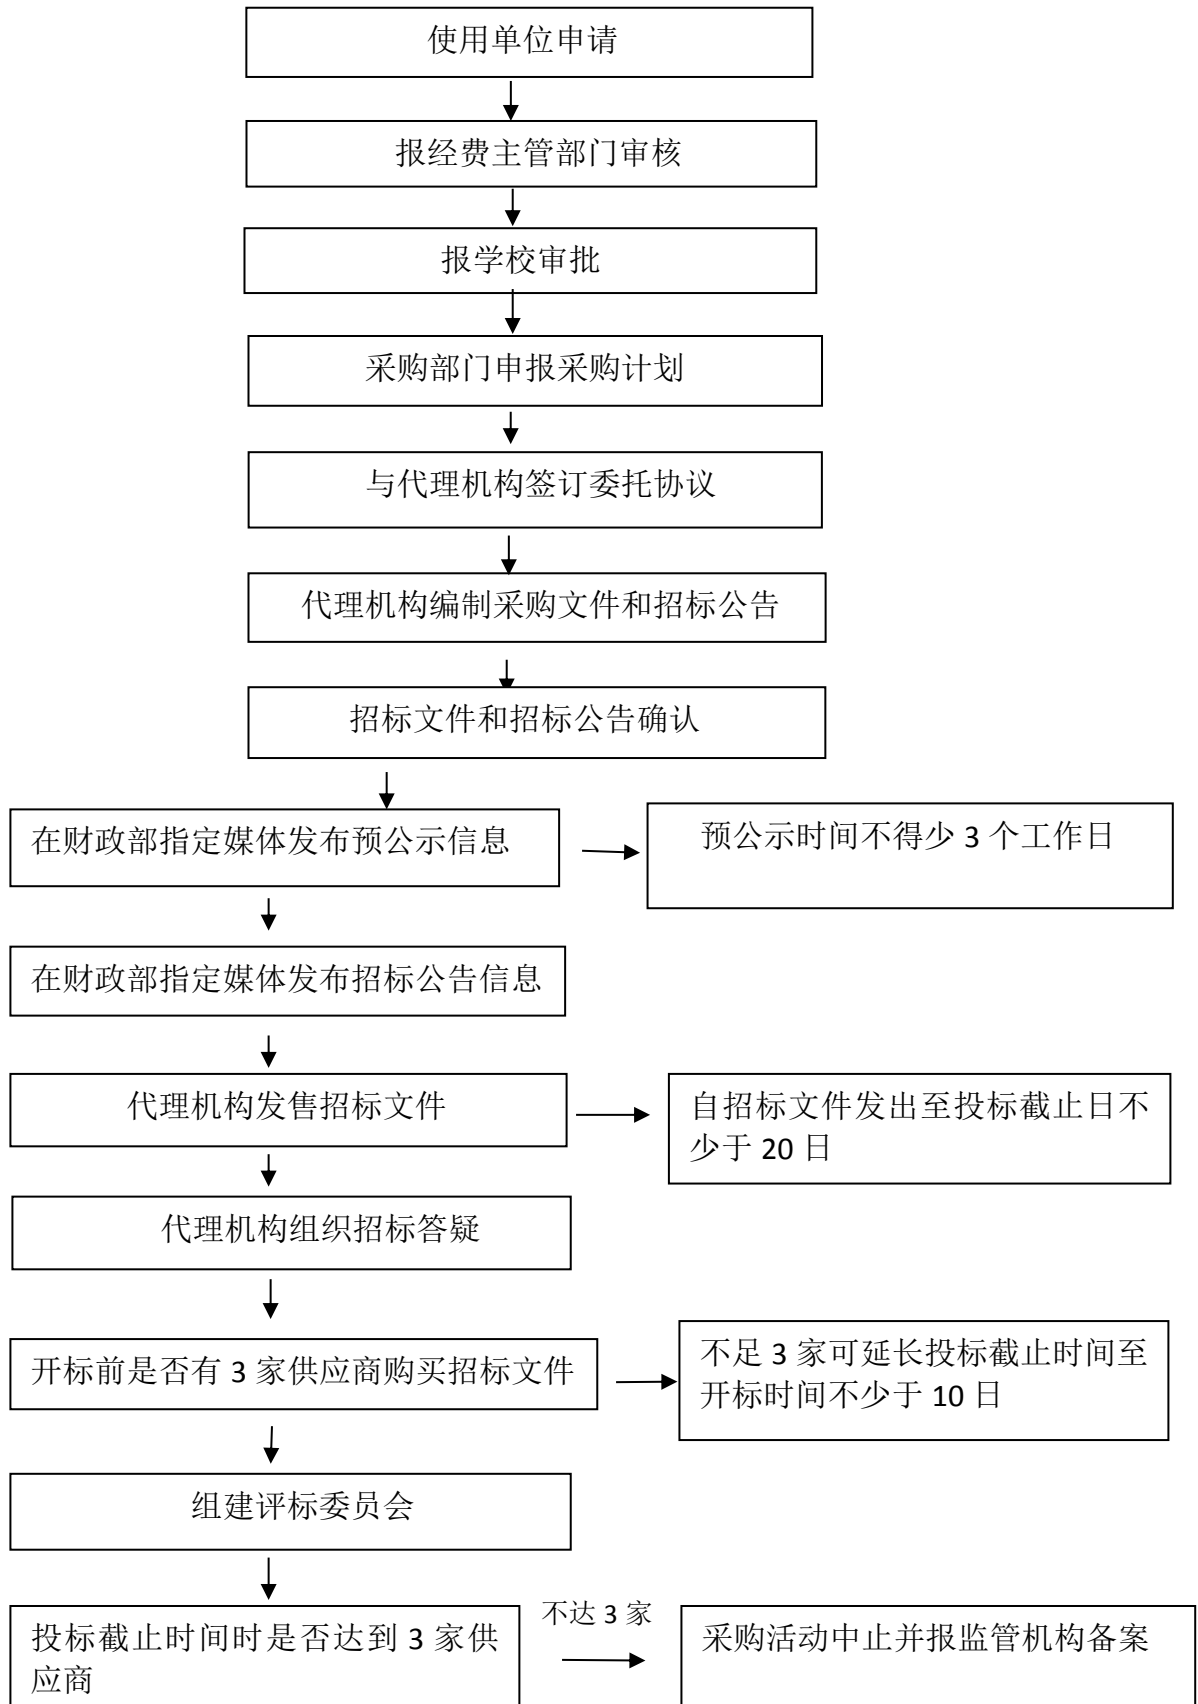 使用单位申请
报经费主管部门审核
报学校审批
采购部门申报采购计划
与代理机构签订委托协议
代理机构编制采购文件和招标公告
招标文件和招标公告确认
在财政部指定媒体发布预公示信息
预公示时间不得少 3 个工作日
在财政部指定媒体发布招标公告信息
代理机构发售招标文件
自招标文件发出至投标截止日不
少于 20 日
代理机构组织招标答疑
开标前是否有 3 家供应商购买招标文件
不足 3 家可延长投标截止时间至
开标时间不少于 10 日
组建评标委员会
投标截止时间时是否达到 3 家供
应商
不达 3 家
采购活动中止并报监管机构备案